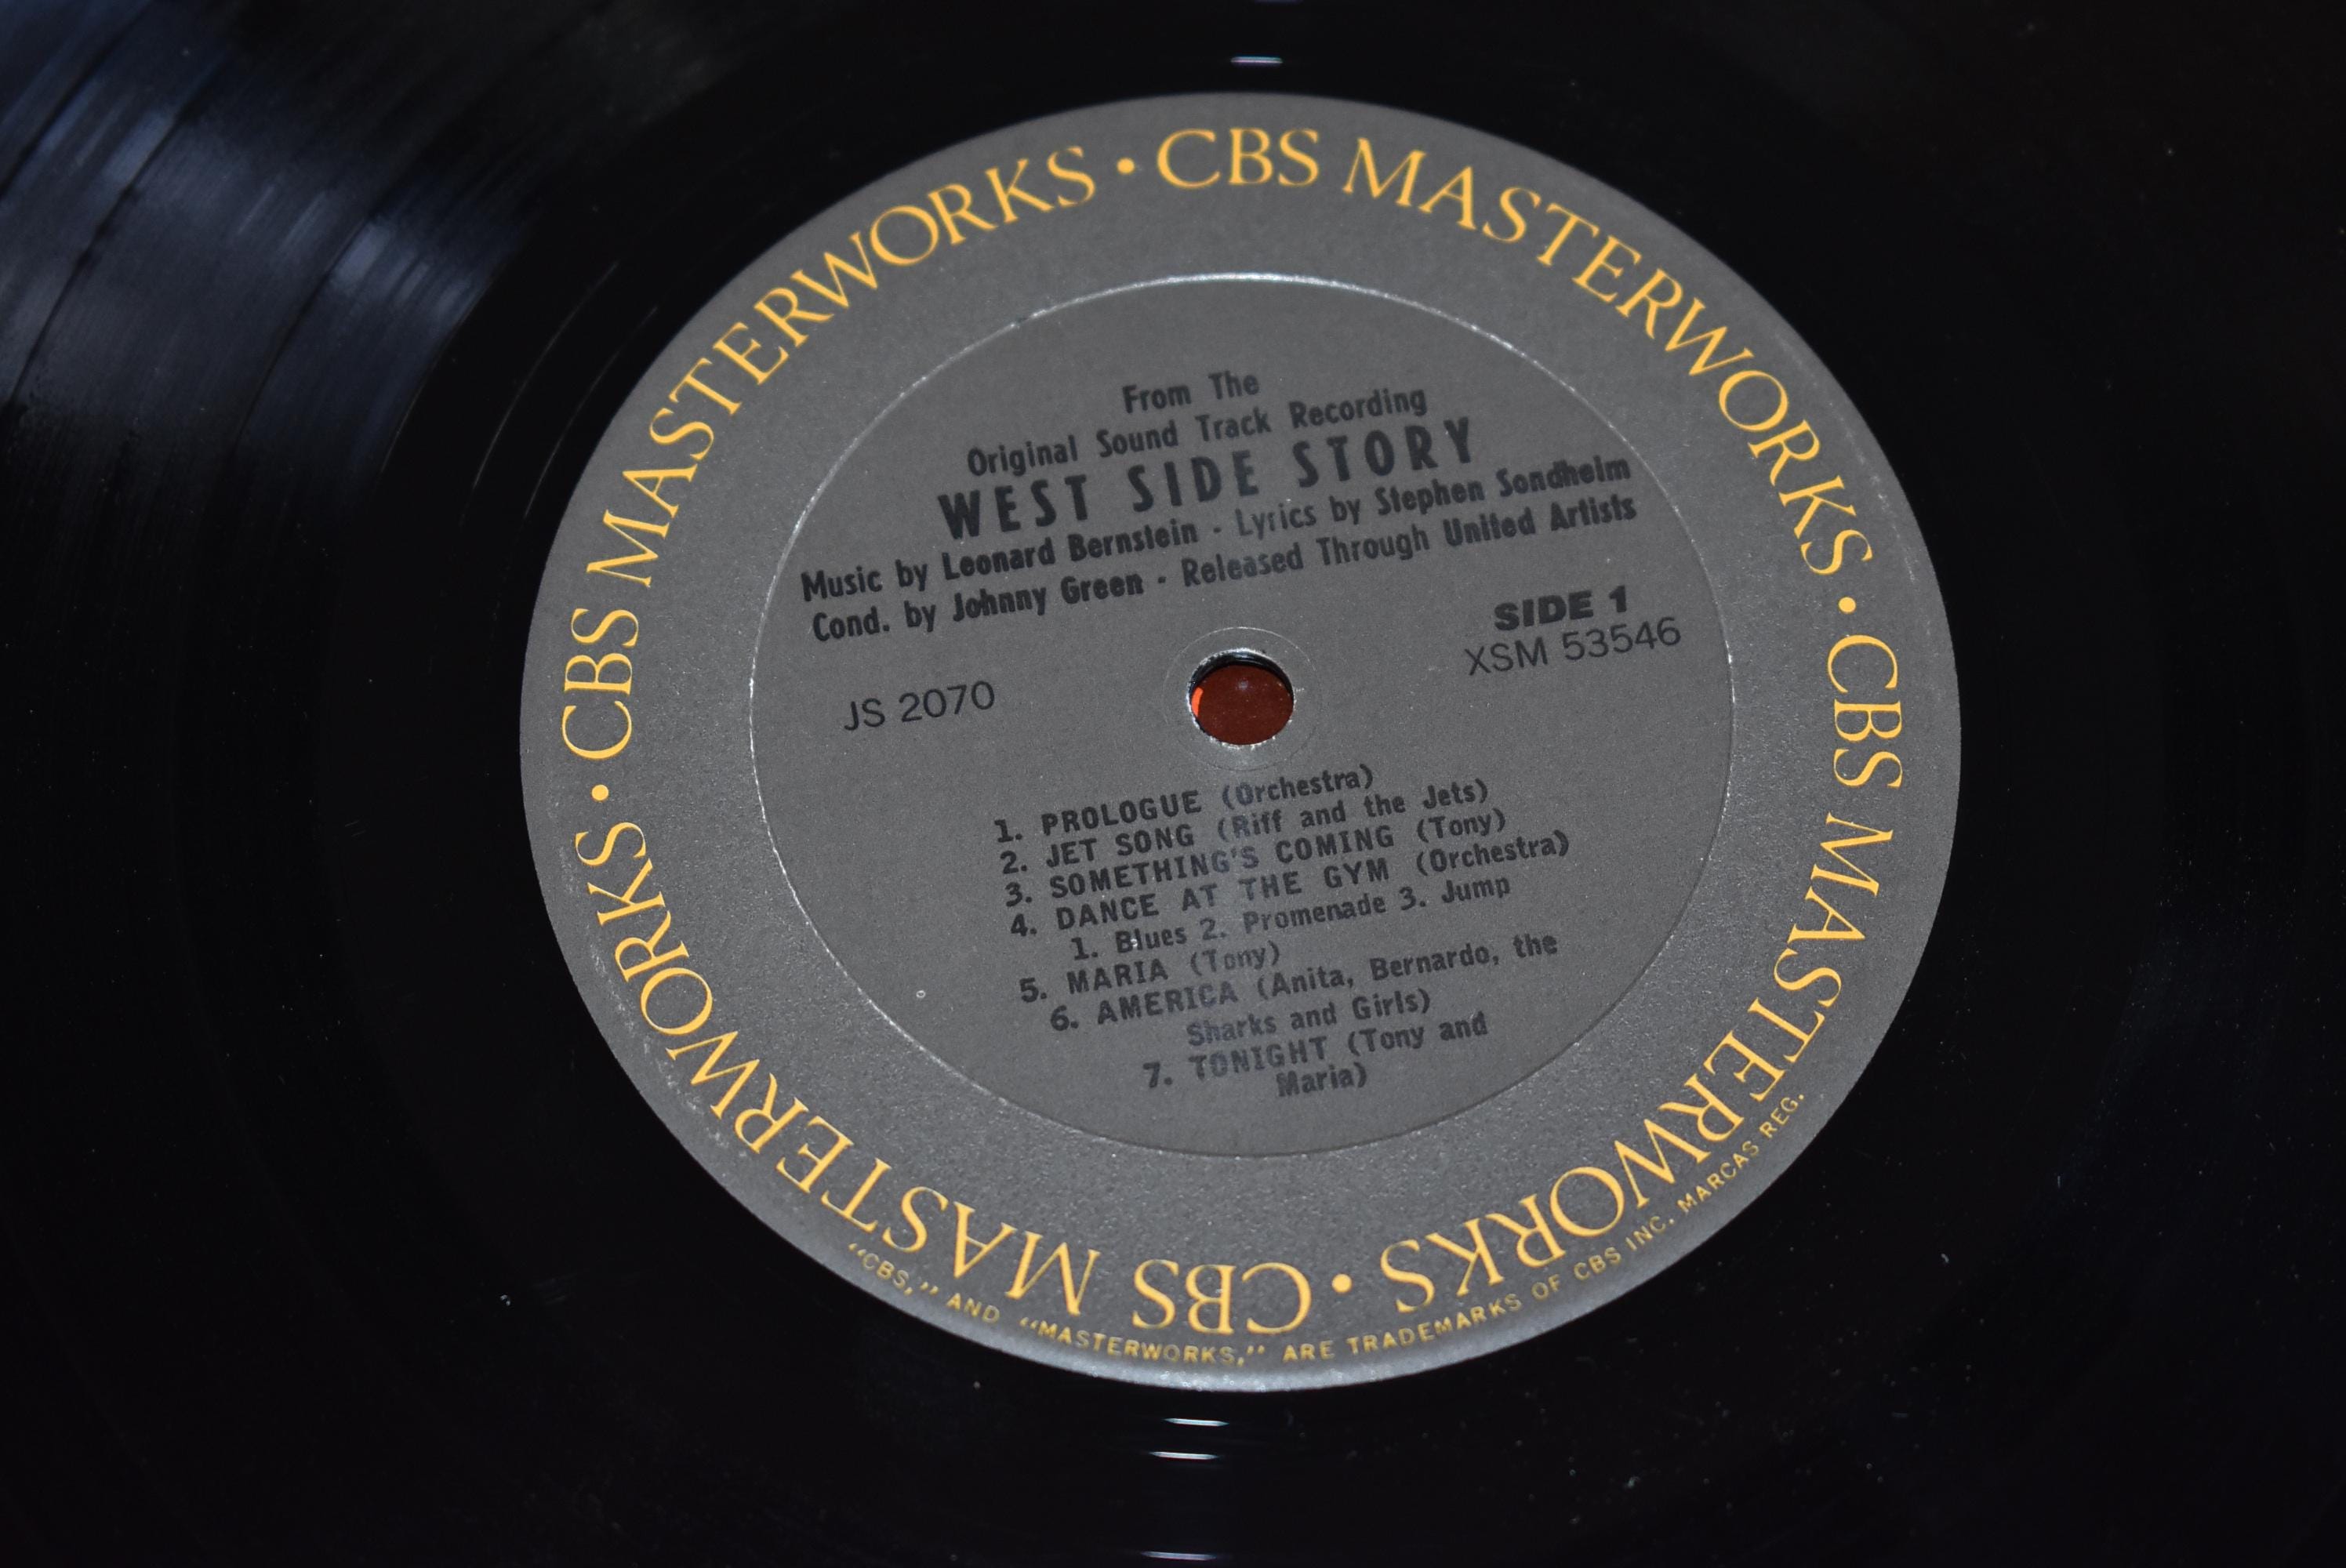 CBS MASTERWORKS • CBS MASTERWORKS • CBS MASTERWORKS • CBS MASTERWORKS •
From The
Original Sound Track Recording
WEST SIDE STORY
Music by Leonard Bernstein - Lyrics by Stephen Sondheim
Cond. by Johnny Green - Released Through United Artists
SIDE 1
XSM 53546
JS 2070
1. PROLOGUE (Orchestra)
2. JET SONG (Riff and the Jets)
3. SOMETHING'S COMING (Tony)
4. DANCE AT THE GYM (Orchestra)
1. Blues 2. Promenade 3. Jump
5. MARIA (Tony)
6. AMERICA (Anita, Bernardo, the
Sharks and Girls)
7. TONIGHT (Tony and
Maria)
"CBS," AND "MASTERWORKS," ARE TRADEMARKS OF CBS INC. MARCAS REG.